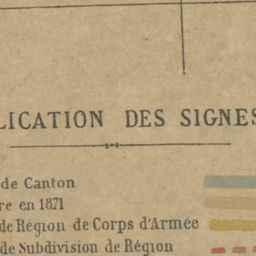 LICATION DES SIGNES
de Canton
re en 1871
de Région de Corps d'Armée
de Subdivision de Région